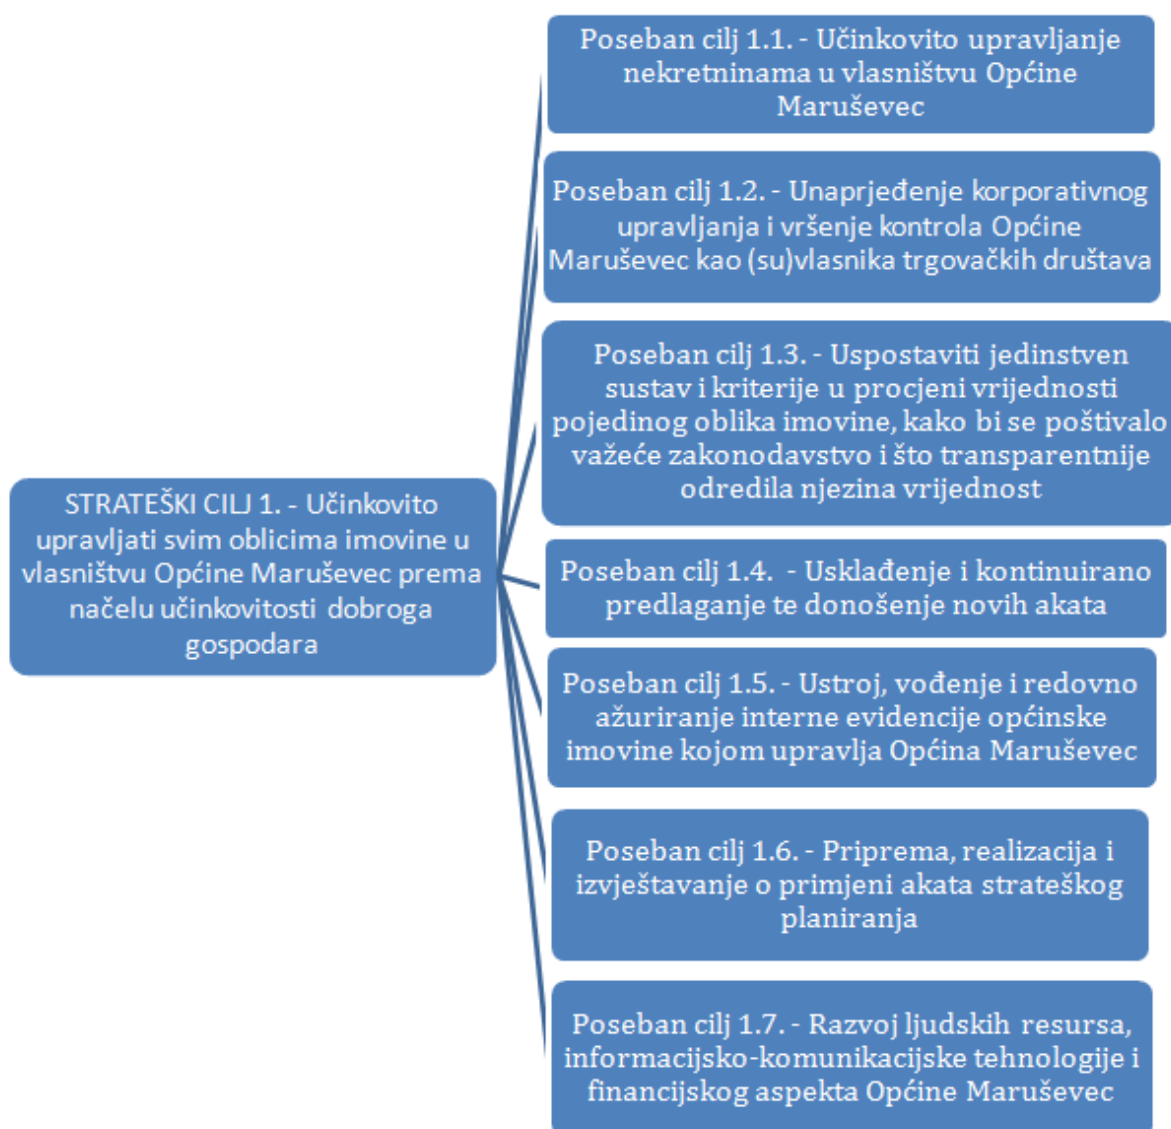 STRATEŠKI CILJ 1. - Učinkovito
upravljati svim oblicima imovine u
vlasništvu Općine Maruševec prema
načelu učinkovitosti dobroga
gospodara
Poseban cilj 1.1. - Učinkovito upravljanje
nekretninama u vlasništvu Općine
Maruševec
Poseban cilj 1.2. - Unaprjeđenje korporativnog
upravljanja i vršenje kontrola Općine
Maruševec kao (su)vlasnika trgovačkih društava
Poseban cilj 1.3. - Uspostaviti jedinstven
sustav i kriterije u procjeni vrijednosti
pojedinog oblika imovine, kako bi se poštivalo
važeće zakonodavstvo i što transparentnije
odredila njezina vrijednost
Poseban cilj 1.4. - Usklađenje i kontinuirano
predlaganje te donošenje novih akata
Poseban cilj 1.5. - Ustroj, vođenje i redovno
ažuriranje interne evidencije općinske
imovine kojom upravlja Općina Maruševec
Poseban cilj 1.6. - Priprema, realizacija i
izvještavanje o primjeni akata strateškog
planiranja
Poseban cilj 1.7. - Razvoj ljudskih resursa,
informacijsko-komunikacijske tehnologije i
financijskog aspekta Općine Maruševec